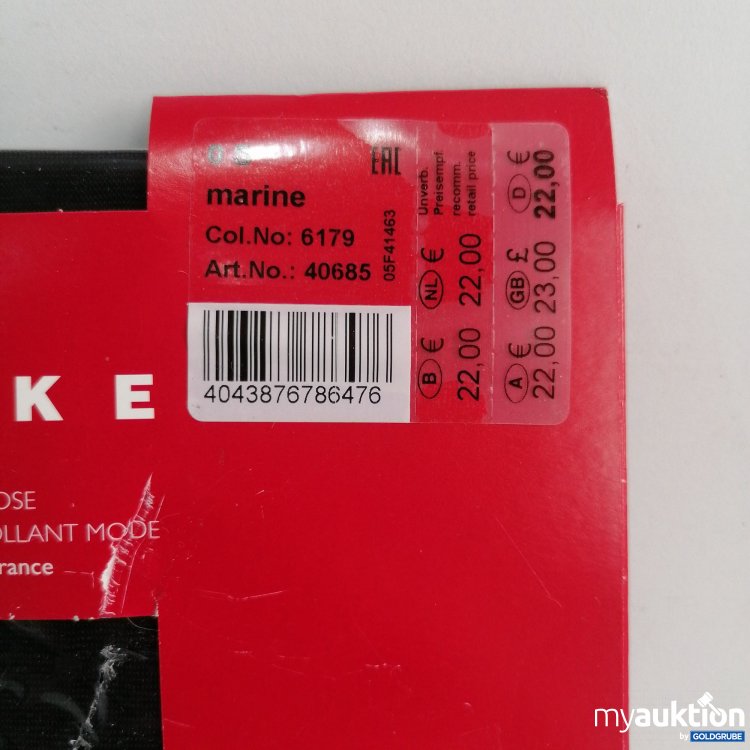 marine
Col.No: 6179
Art.No.: 40685
05F41463
EAC
4043876786476
Unverb.
Preisempf.
recomm.
retail price
B € 22,00
NL € 22,00
A € 22,00
GB £ 23,00
D € 22,00
KE
OSE
OLLANT MODE
rance
myauktion
by GOLDGRUBE